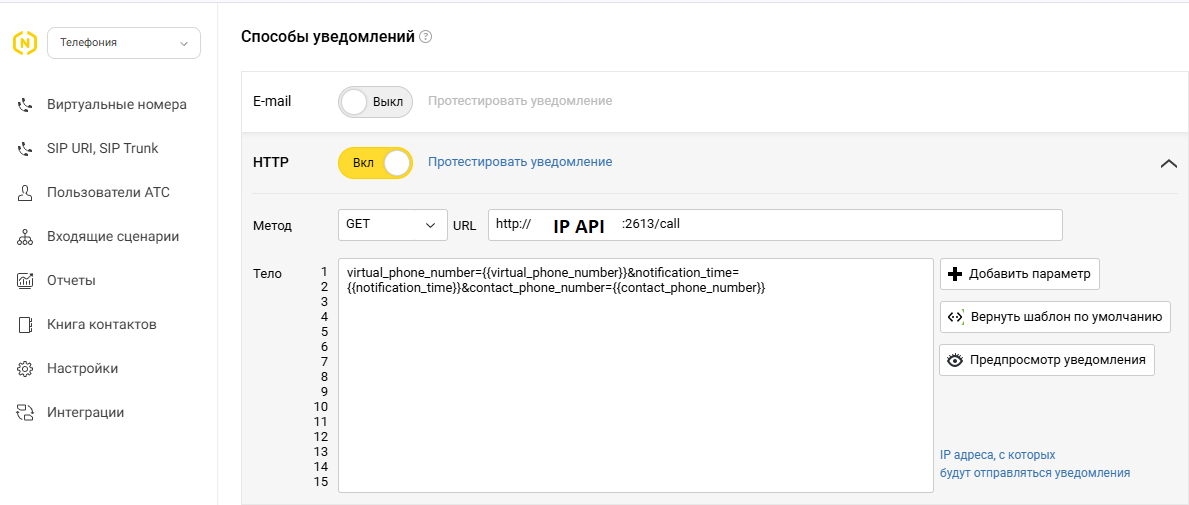 Способы уведомлений ?
N Телефония
E-mail Выкл Протестировать уведомление
Виртуальные номера
SIP URI, SIP Trunk
HTTP Вкл Протестировать уведомление
Пользователи АТС
Метод GET URL http:// IP API :2613/call
Входящие сценарии
Тело
1 virtual_phone_number={{virtual_phone_number}}&notification_time=
2 {{notification_time}}&contact_phone_number={{contact_phone_number}}
3
4
5
6
7
8
9
10
11
12
13
14
15
Добавить параметр
Вернуть шаблон по умолчанию
Предпросмотр уведомления
IP адреса, с которых
будут отправляться уведомления
Отчеты
Книга контактов
Настройки
Интеграции